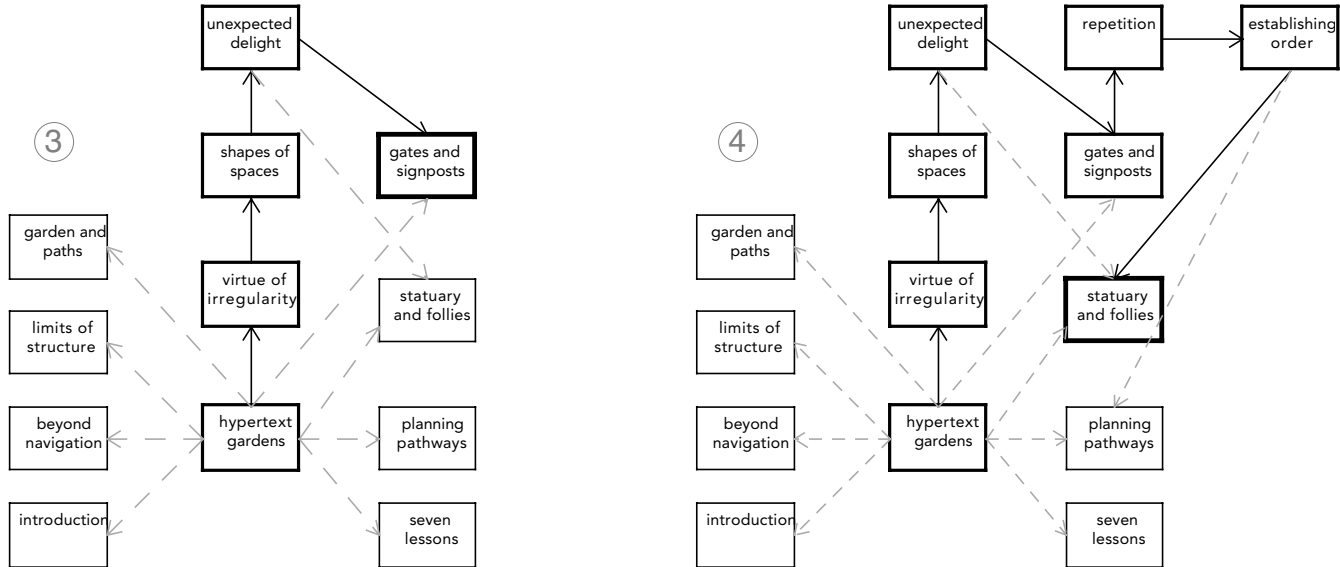 3
unexpected
delight
shapes of
spaces
gates and
signposts
garden and
paths
virtue of
irregularity
statuary
and follies
limits of
structure
beyond
navigation
hypertext
gardens
planning
pathways
introduction
seven
lessons
4
unexpected
delight
repetition
establishing
order
shapes of
spaces
gates and
signposts
garden and
paths
virtue of
irregularity
statuary
and follies
limits of
structure
beyond
navigation
hypertext
gardens
planning
pathways
introduction
seven
lessons